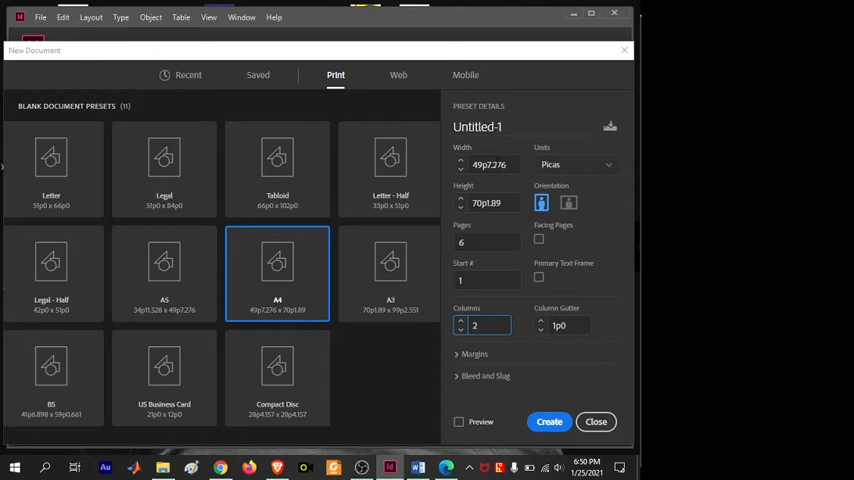 Id File Edit Layout Type Object Table View Window Help
New Document
Recent Saved Print Web Mobile
BLANK DOCUMENT PRESETS (11)
Letter
51p0 x 66p0
Legal
51p0 x 84p0
Tabloid
66p0 x 102p0
Letter - Half
33p0 x 51p0
Legal - Half
42p0 x 51p0
A5
34p11.528 x 49p7.276
A4
49p7.276 x 70p1.89
A3
70p1.89 x 99p2.551
B5
41p6.898 x 59p0.661
US Business Card
21p0 x 12p0
Compact Disc
28p4.157 x 28p4.157
PRESET DETAILS
Untitled-1
Width Units
49p7.276 Picas
Height Orientation
70p1.89
Pages Facing Pages
6
Start # Primary Text Frame
1
Columns Column Gutter
2 1p0
Margins
Bleed and Slug
Preview Create Close
Au Id
6:50 PM
1/25/2021